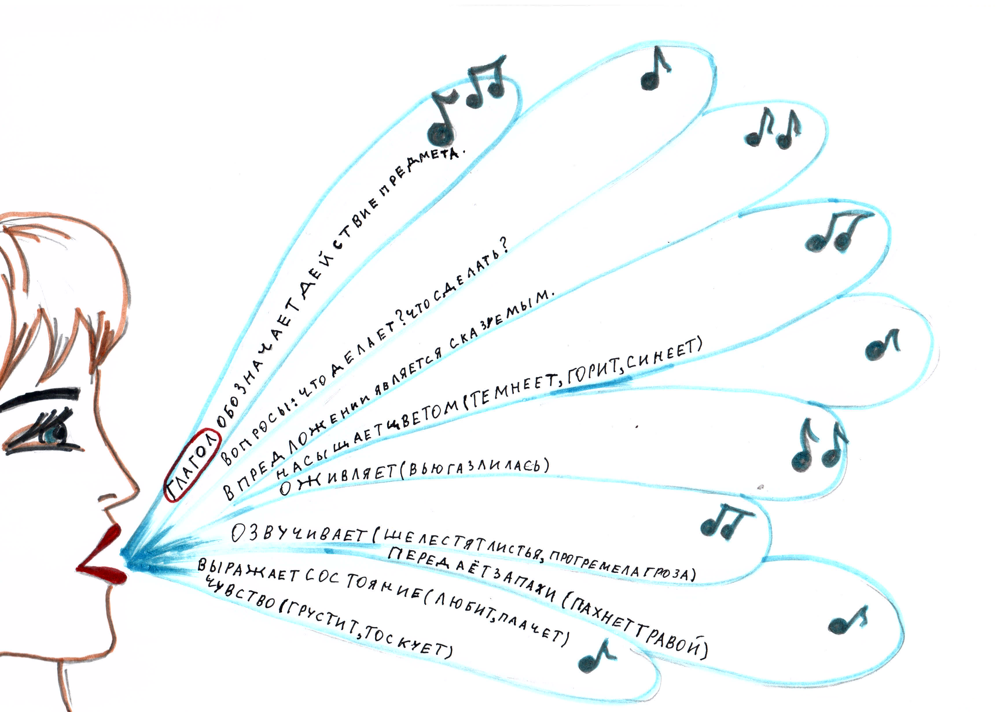 ГЛАГОЛ ОБОЗНАЧАЕТ ДЕЙСТВИЕ ПРЕДМЕТА.
ВОПРОСЫ: ЧТО ДЕЛАЕТ? ЧТО СДЕЛАТЬ?
В ПРЕДЛОЖЕНИИ ЯВЛЯЕТСЯ СКАЗУЕМЫМ.
НАСЫЩАЕТ ЦВЕТОМ (ТЕМНЕЕТ, ГОРИТ, СИНЕЕТ)
ОЖИВЛЯЕТ (ВЬЮГА ЗЛИЛАСЬ)
ОЗВУЧИВАЕТ (ШЕЛЕСТЯТ ЛИСТЬЯ, ПРОГРЕМЕЛА ГРОЗА)
ПЕРЕДАЁТ ЗАПАХИ (ПАХНЕТ ТРАВОЙ)
ВЫРАЖАЕТ СОСТОЯНИЕ (ЛЮБИТ, ПЛАЧЕТ)
ЧУВСТВО (ГРУСТИТ, ТОСКУЕТ)